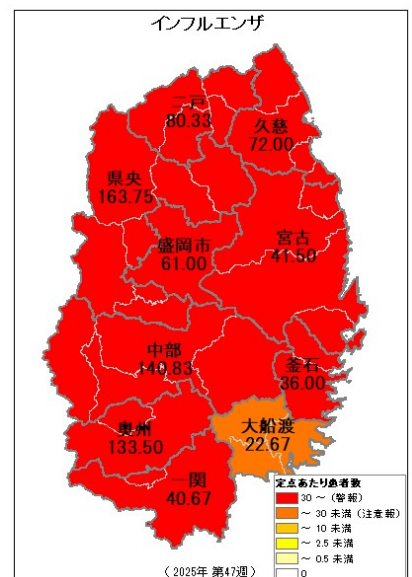 インフルエンザ
二戸
80.33
久慈
72.00
県央
163.75
盛岡市
61.00
宮古
41.50
中部
140.83
釜石
36.00
奥州
133.50
大船渡
22.67
一関
40.67
定点あたり患者数
30 ～ (警報)
～ 30 未満 (注意報)
～ 10 未満
～ 2.5 未満
～ 0.5 未満
0
( 2025年 第47週 )